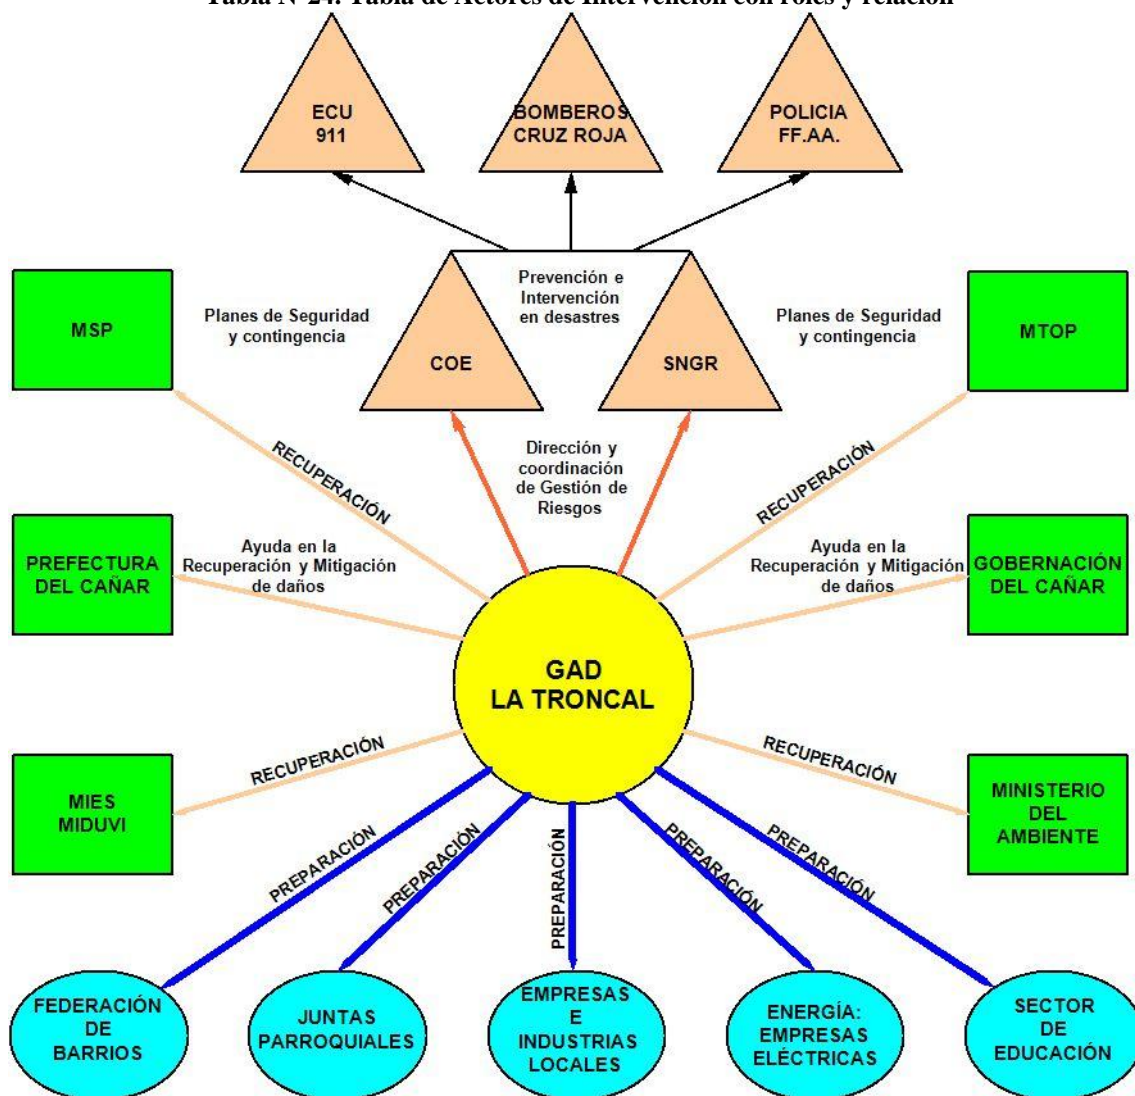 Tabla Nº24. Tabla de Actores de Intervención con roles y relación
ECU
911
BOMBEROS
CRUZ ROJA
POLICIA
FF.AA.
MSP
Planes de Seguridad
y contingencia
Prevención e
Intervención
en desastres
Planes de Seguridad
y contingencia
MTOP
COE
SNGR
RECUPERACIÓN
Dirección y
coordinación
de Gestión de
Riesgos
RECUPERACIÓN
PREFECTURA
DEL CAÑAR
Ayuda en la
Recuperación y Mitigación
de daños
Ayuda en la
Recuperación y Mitigación
de daños
GOBERNACIÓN
DEL CAÑAR
GAD
LA TRONCAL
MIES
MIDUVI
RECUPERACIÓN
RECUPERACIÓN
MINISTERIO
DEL
AMBIENTE
PREPARACIÓN
PREPARACIÓN
PREPARACIÓN
PREPARACIÓN
PREPARACIÓN
FEDERACIÓN
DE
BARRIOS
JUNTAS
PARROQUIALES
EMPRESAS
E
INDUSTRIAS
LOCALES
ENERGÍA:
EMPRESAS
ELÉCTRICAS
SECTOR
DE
EDUCACIÓN